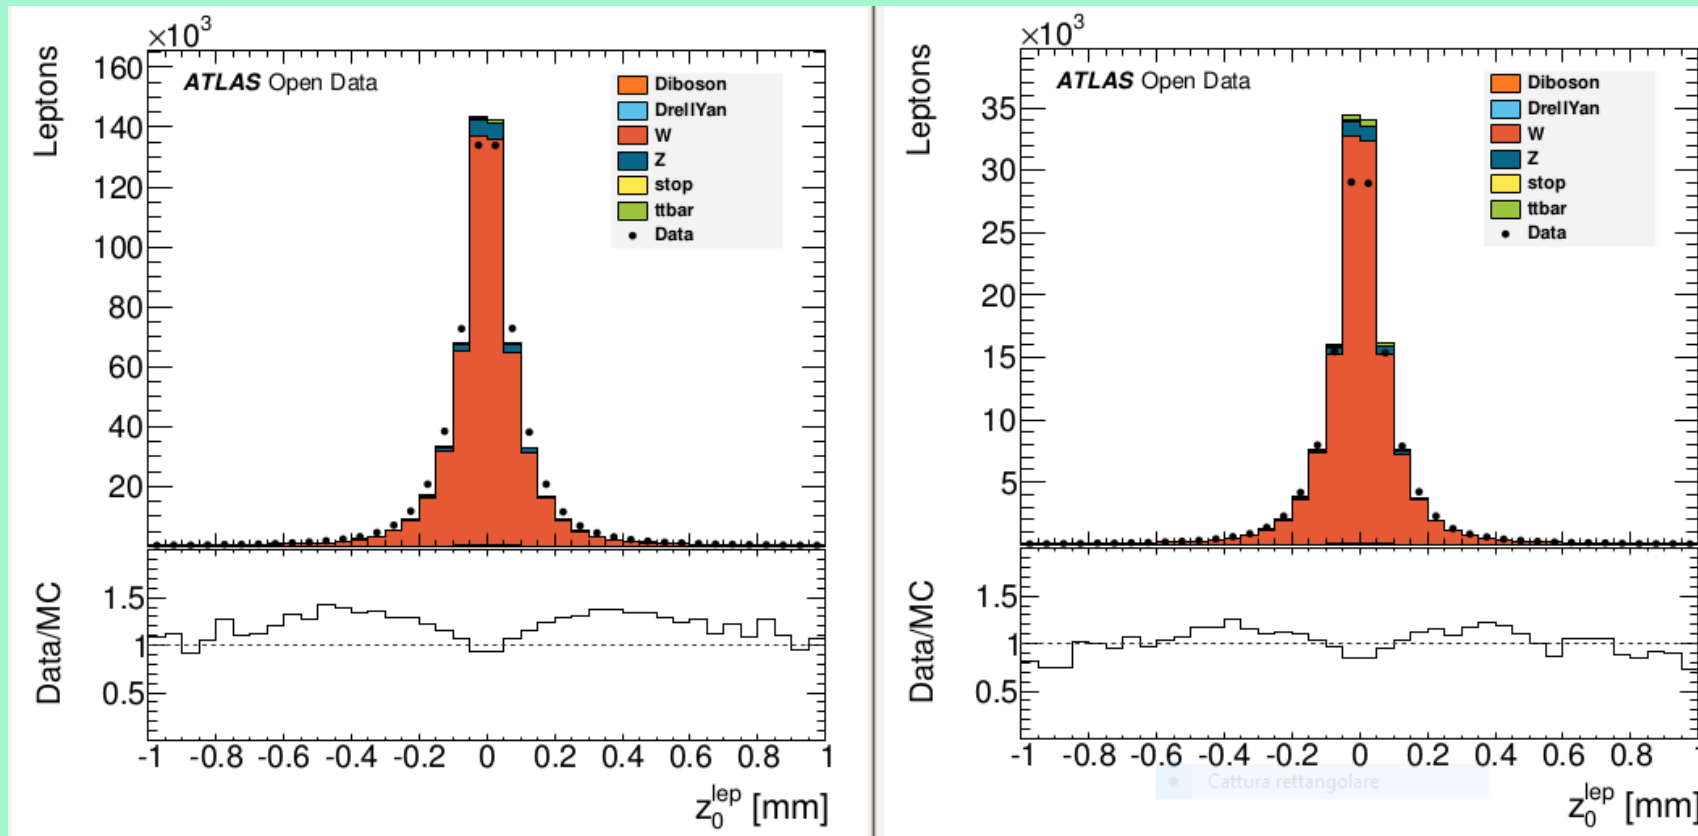 ×10³
Leptons
ATLAS Open Data
Diboson
DrellYan
W
Z
stop
ttbar
Data
160
140
120
100
80
60
40
20
Data/MC
1.5
1
0.5
-1 -0.8 -0.6 -0.4 -0.2 0 0.2 0.4 0.6 0.8 1
z₀ˡᵉᵖ [mm]
×10³
Leptons
ATLAS Open Data
Diboson
DrellYan
W
Z
stop
ttbar
Data
35
30
25
20
15
10
5
Data/MC
1.5
1
0.5
-1 -0.8 -0.6 -0.4 -0.2 0 0.2 0.4 0.6 0.8
Cattura rettangolare
z₀ˡᵉᵖ [mm]